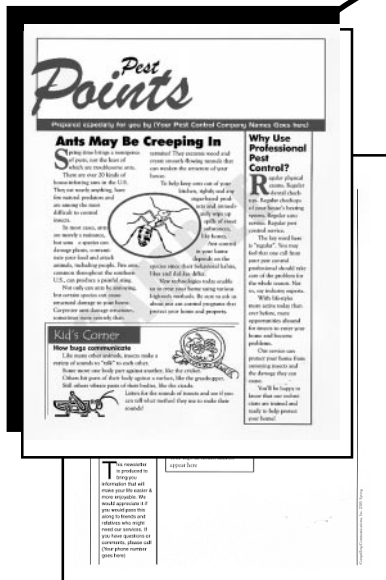 Pest
Points
Prepared especially for you by (Your Pest Control Company Names Goes here)
Ants May Be Creeping In
Spring time brings a resurgence
of pests, not the least of
which are troublesome ants.
There are over 20 kinds of
house-infesting ants in the U.S.
They eat nearly anything, have
few natural predators and
are among the most
difficult to control
insects.
In most cases, ants
are merely a nuisance,
but some species can
damage plants, contami-
nate your food and attack
animals, including people. Fire ants,
common throughout the southern
U.S., can produce a painful sting.
Not only can ants be annoying,
but certain species can cause
structural damage to your home.
Carpenter ants damage structures,
sometimes more extensively than
termites! They excavate wood and
create smooth-flowing tunnels that
can weaken the structure of your
house.
To help keep ants out of your
kitchen, tightly seal any
sugar-based prod-
ucts and immedi-
ately wipe up
spills of sweet
substances,
like honey.
Ant control
in your home
depends on the
species since their behavioral habits,
likes and dislikes differ.
New technologies today enable
us to treat your home using various
high-tech methods. Be sure to ask us
about our ant control programs that
protect your home and property.
Why Use
Professional
Pest
Control?
Regular physical
exams. Regular
dental check-
ups. Regular checkups
of your home's heating
system. Regular auto
service. Regular pest
control service.
The key word here
is "regular". You may
feel that one call from
your pest control
professional should take
care of the problem for
the whole season. Not
so, say industry experts.
With lifestyles
more active today than
ever before, more
opportunities abound
for insects to enter your
home and become
problems.
Our service can
protect your home from
annoying insects and
the damage they can
cause.
You'll be happy to
know that our techni-
cians are trained and
ready to help protect
your home!
Kid's Corner
How bugs communicate
Like many other animals, insects make a
variety of sounds to "talk" to each other.
Some move one body part against another, like the cricket.
Others hit parts of their body against a surface, like the grasshopper.
Still others vibrate parts of their bodies, like the cicada.
Listen for the sounds of insects and see if you
can tell what method they use to make their
sounds!
This newsletter
is produced to
bring you
information that will
make your life easier &
more enjoyable. We
would appreciate it if
you would pass this
along to friends and
relatives who might
need our services. If
you have questions or
comments, please call:
(Your phone number
goes here)
appear here